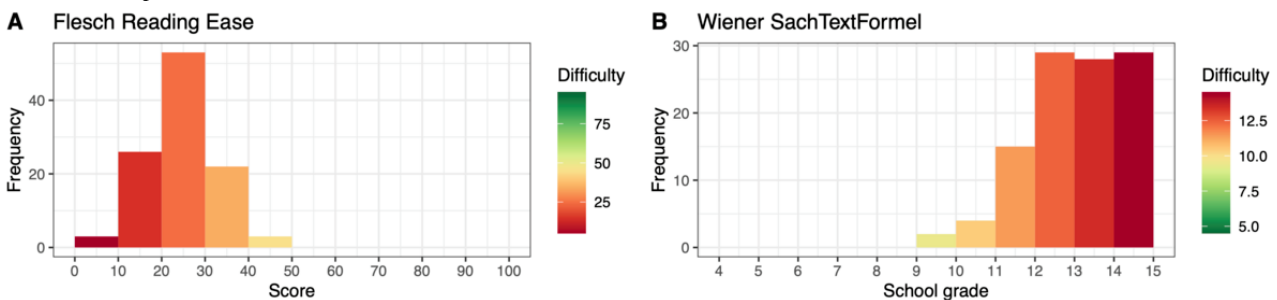 A Flesch Reading Ease
Frequency
40
20
0
0 10 20 30 40 50 60 70 80 90 100
Score
Difficulty
75
50
25
B Wiener SachTextFormel
Frequency
30
20
10
0
4 5 6 7 8 9 10 11 12 13 14 15
School grade
Difficulty
12.5
10.0
7.5
5.0